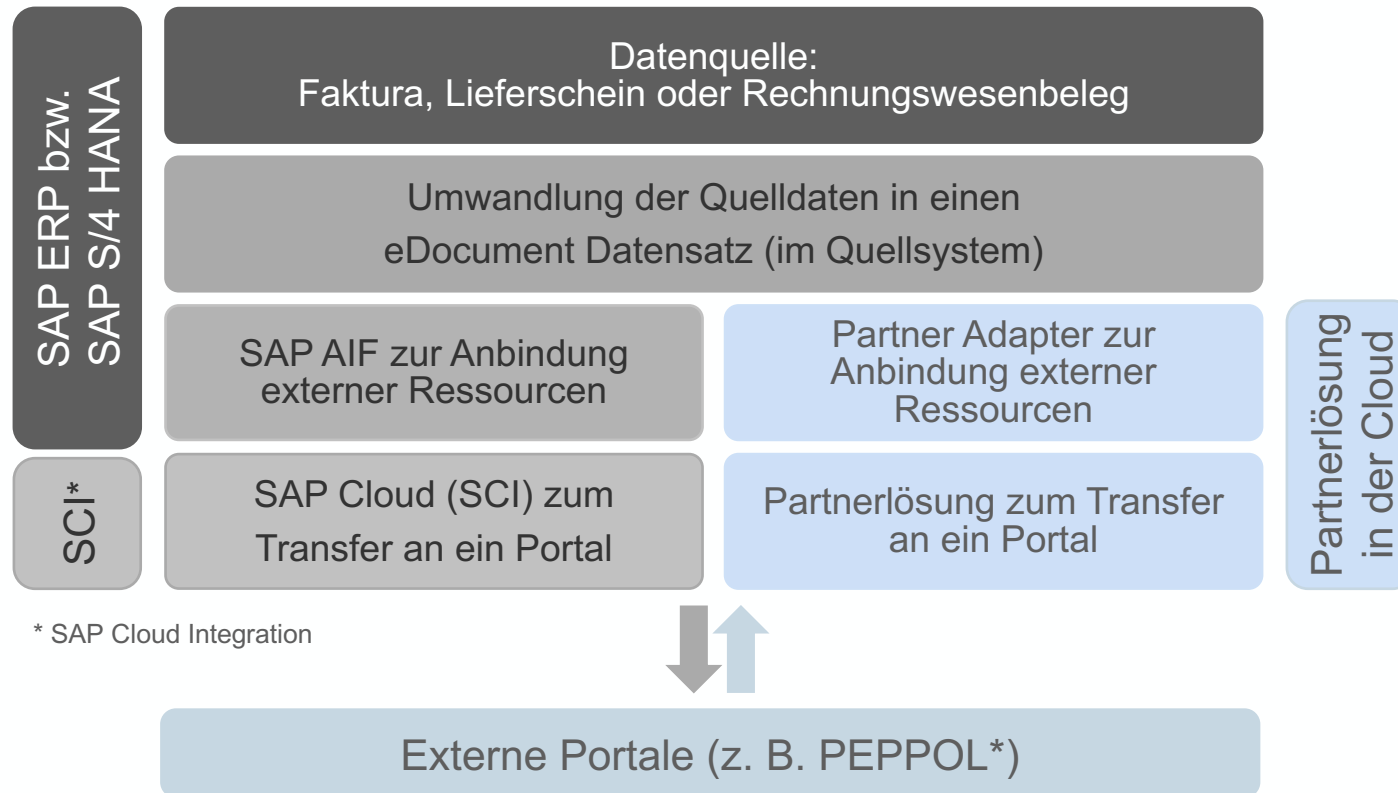 SAP ERP bzw.
SAP S/4 HANA
Datenquelle:
Faktura, Lieferschein oder Rechnungswesenbeleg
Umwandlung der Quelldaten in einen
eDocument Datensatz (im Quellsystem)
SAP AIF zur Anbindung
externer Ressourcen
Partner Adapter zur
Anbindung externer
Ressourcen
Partnerlösung
in der Cloud
SCI*
SAP Cloud (SCI) zum
Transfer an ein Portal
Partnerlösung zum Transfer
an ein Portal
* SAP Cloud Integration
Externe Portale (z. B. PEPPOL*)